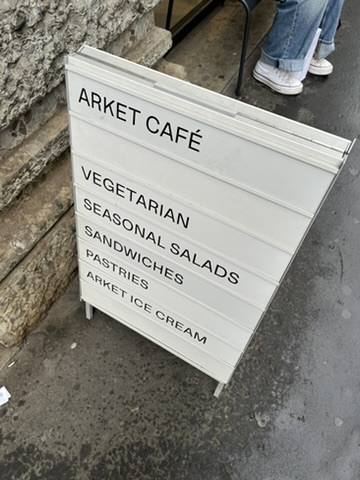 ARKET CAFÉ
VEGETARIAN
SEASONAL SALADS
SANDWICHES
PASTRIES
ARKET ICE CREAM